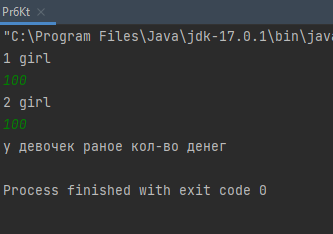 Pr6Kt ×
"C:\Program Files\Java\jdk-17.0.1\bin\java
1 girl
100
2 girl
100
у девочек раное кол-во денег
Process finished with exit code 0